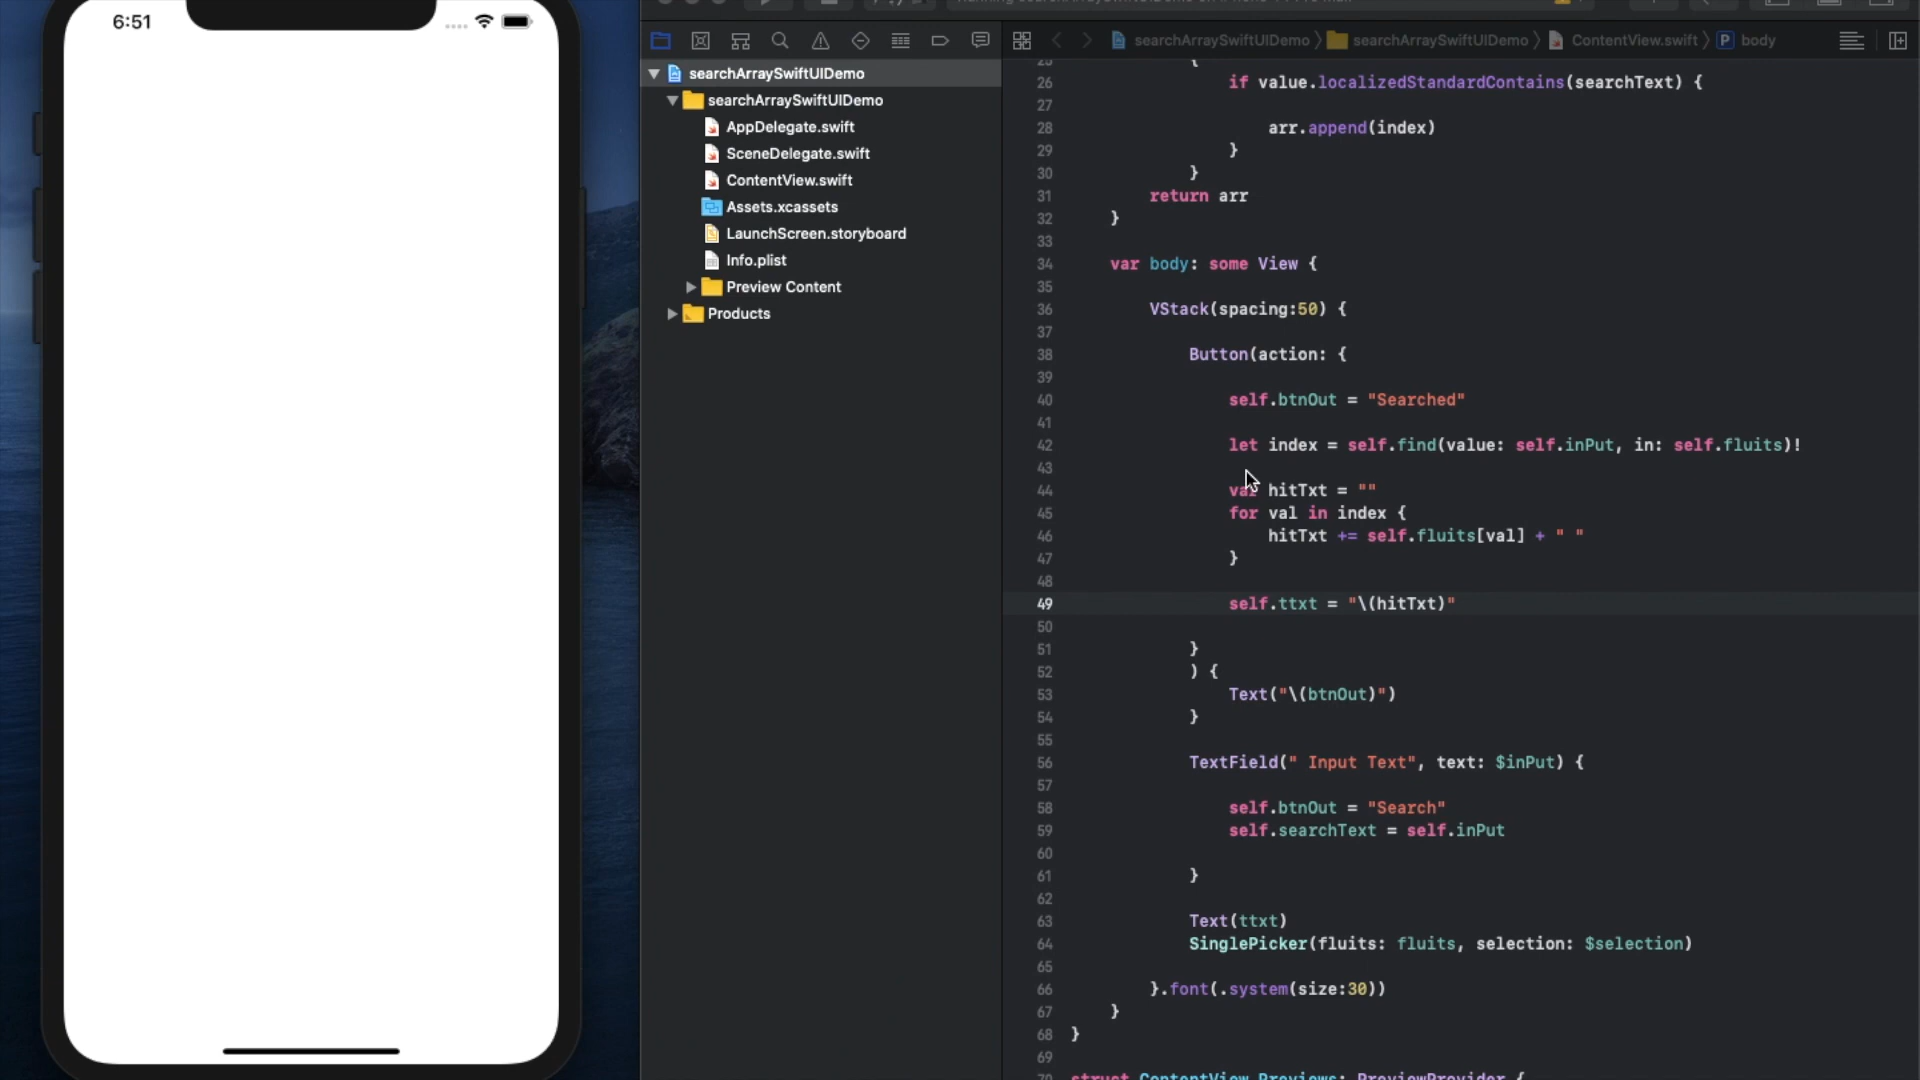 6:51
searchArraySwiftUIDemo
searchArraySwiftUIDemo
AppDelegate.swift
SceneDelegate.swift
ContentView.swift
Assets.xcassets
LaunchScreen.storyboard
Info.plist
Preview Content
Products
searchArraySwiftUIDemo 〉 searchArraySwiftUIDemo 〉 ContentView.swift 〉 P body
25 {
26 if value.localizedStandardContains(searchText) {
27
28 arr.append(index)
29 }
30 }
31 return arr
32 }
33
34 var body: some View {
35
36 VStack(spacing:50) {
37
38 Button(action: {
39
40 self.btnOut = "Searched"
41
42 let index = self.find(value: self.inPut, in: self.fluits)!
43
44 var hitTxt = ""
45 for val in index {
46 hitTxt += self.fluits[val] + " "
47 }
48
49 self.ttxt = "\(hitTxt)"
50
51 }
52 ) {
53 Text("\(btnOut)")
54 }
55
56 TextField(" Input Text", text: $inPut) {
57
58 self.btnOut = "Search"
59 self.searchText = self.inPut
60
61 }
62
63 Text(ttxt)
64 SinglePicker(fluits: fluits, selection: $selection)
65
66 }.font(.system(size:30))
67 }
68 }
69
70 struct ContentView_Previews: PreviewProvider {